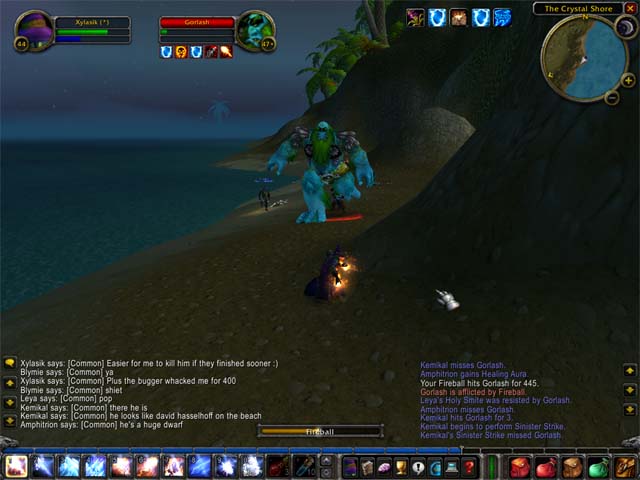 Xylasik (*)
44
Gorlash
47+
The Crystal Shore
N
Xylasik says: [Common] Easier for me to kill him if they finished sooner :)
Blymie says: [Common] ya
Xylasik says: [Common] Plus the bugger whacked me for 400
Blymie says: [Common] shiet
Leya says: [Common] pop
Kemikal says: [Common] there he is
Kemikal says: [Common] he looks like david hasselhoff on the beach
Amphitrion says: [Common] he's a huge dwarf
Kemikal misses Gorlash.
Amphitrion gains Healing Aura.
Your Fireball hits Gorlash for 445.
Gorlash is afflicted by Fireball.
Leya's Holy Smite was resisted by Gorlash.
Amphitrion misses Gorlash.
Kemikal hits Gorlash for 3.
Kemikal begins to perform Sinister Strike.
Kemikal's Sinister Strike missed Gorlash.
Fireball